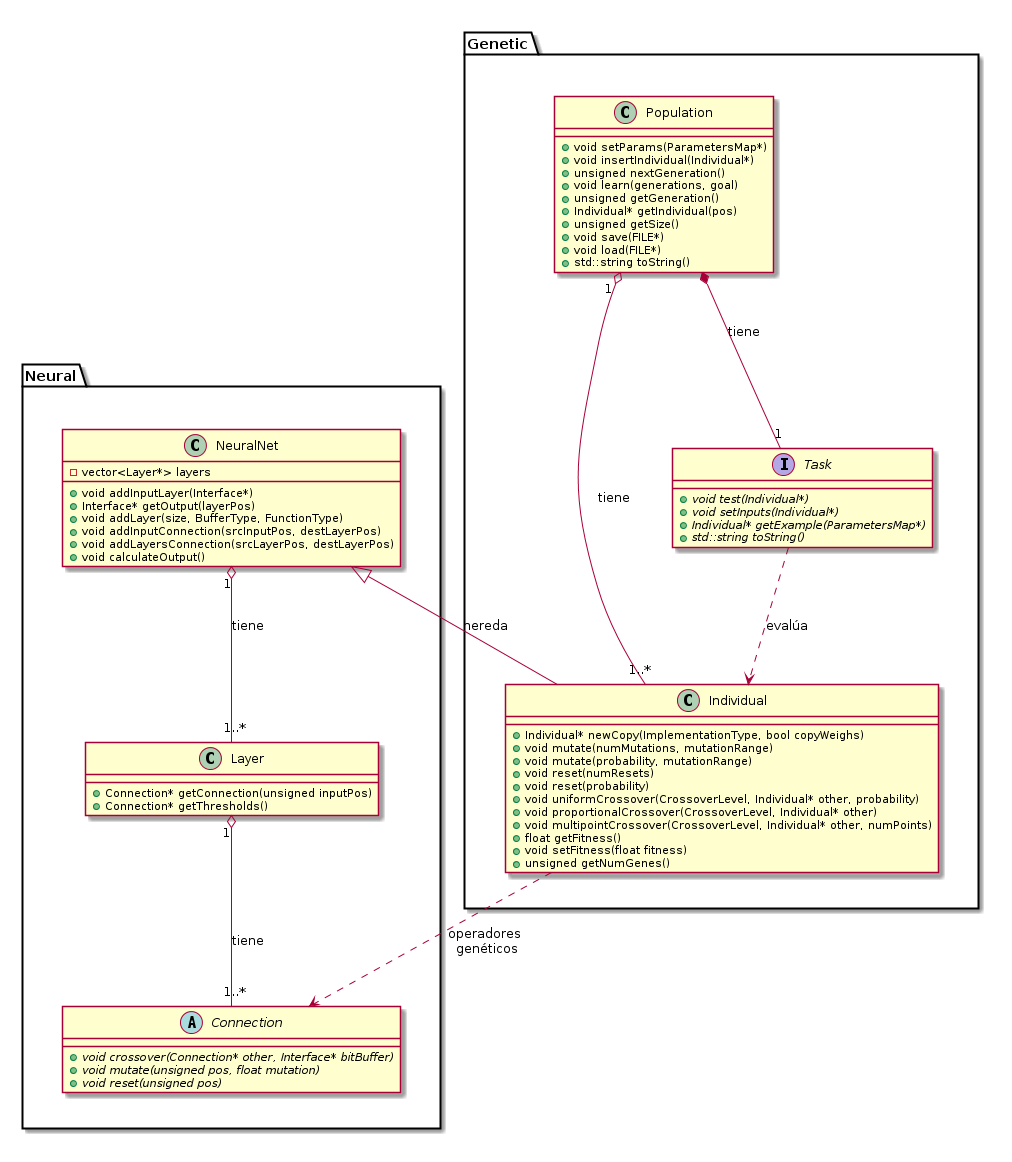 Genetic
C Population
void setParams(ParametersMap*)
void insertIndividual(Individual*)
unsigned nextGeneration()
void learn(generations, goal)
unsigned getGeneration()
Individual* getIndividual(pos)
unsigned getSize()
void save(FILE*)
void load(FILE*)
std::string toString()
1
tiene
1
I Task
void test(Individual*)
void setInputs(Individual*)
Individual* getExample(ParametersMap*)
std::string toString()
tiene
evalúa
1..*
C Individual
Individual* newCopy(ImplementationType, bool copyWeighs)
void mutate(numMutations, mutationRange)
void mutate(probability, mutationRange)
void reset(numResets)
void reset(probability)
void uniformCrossover(CrossoverLevel, Individual* other, probability)
void proportionalCrossover(CrossoverLevel, Individual* other)
void multipointCrossover(CrossoverLevel, Individual* other, numPoints)
float getFitness()
void setFitness(float fitness)
unsigned getNumGenes()
Neural
C NeuralNet
vector<Layer*> layers
void addInputLayer(Interface*)
Interface* getOutput(layerPos)
void addLayer(size, BufferType, FunctionType)
void addInputConnection(srcInputPos, destLayerPos)
void addLayersConnection(srcLayerPos, destLayerPos)
void calculateOutput()
1
tiene
hereda
1..*
C Layer
Connection* getConnection(unsigned inputPos)
Connection* getThresholds()
1
tiene
operadores
genéticos
1..*
A Connection
void crossover(Connection* other, Interface* bitBuffer)
void mutate(unsigned pos, float mutation)
void reset(unsigned pos)